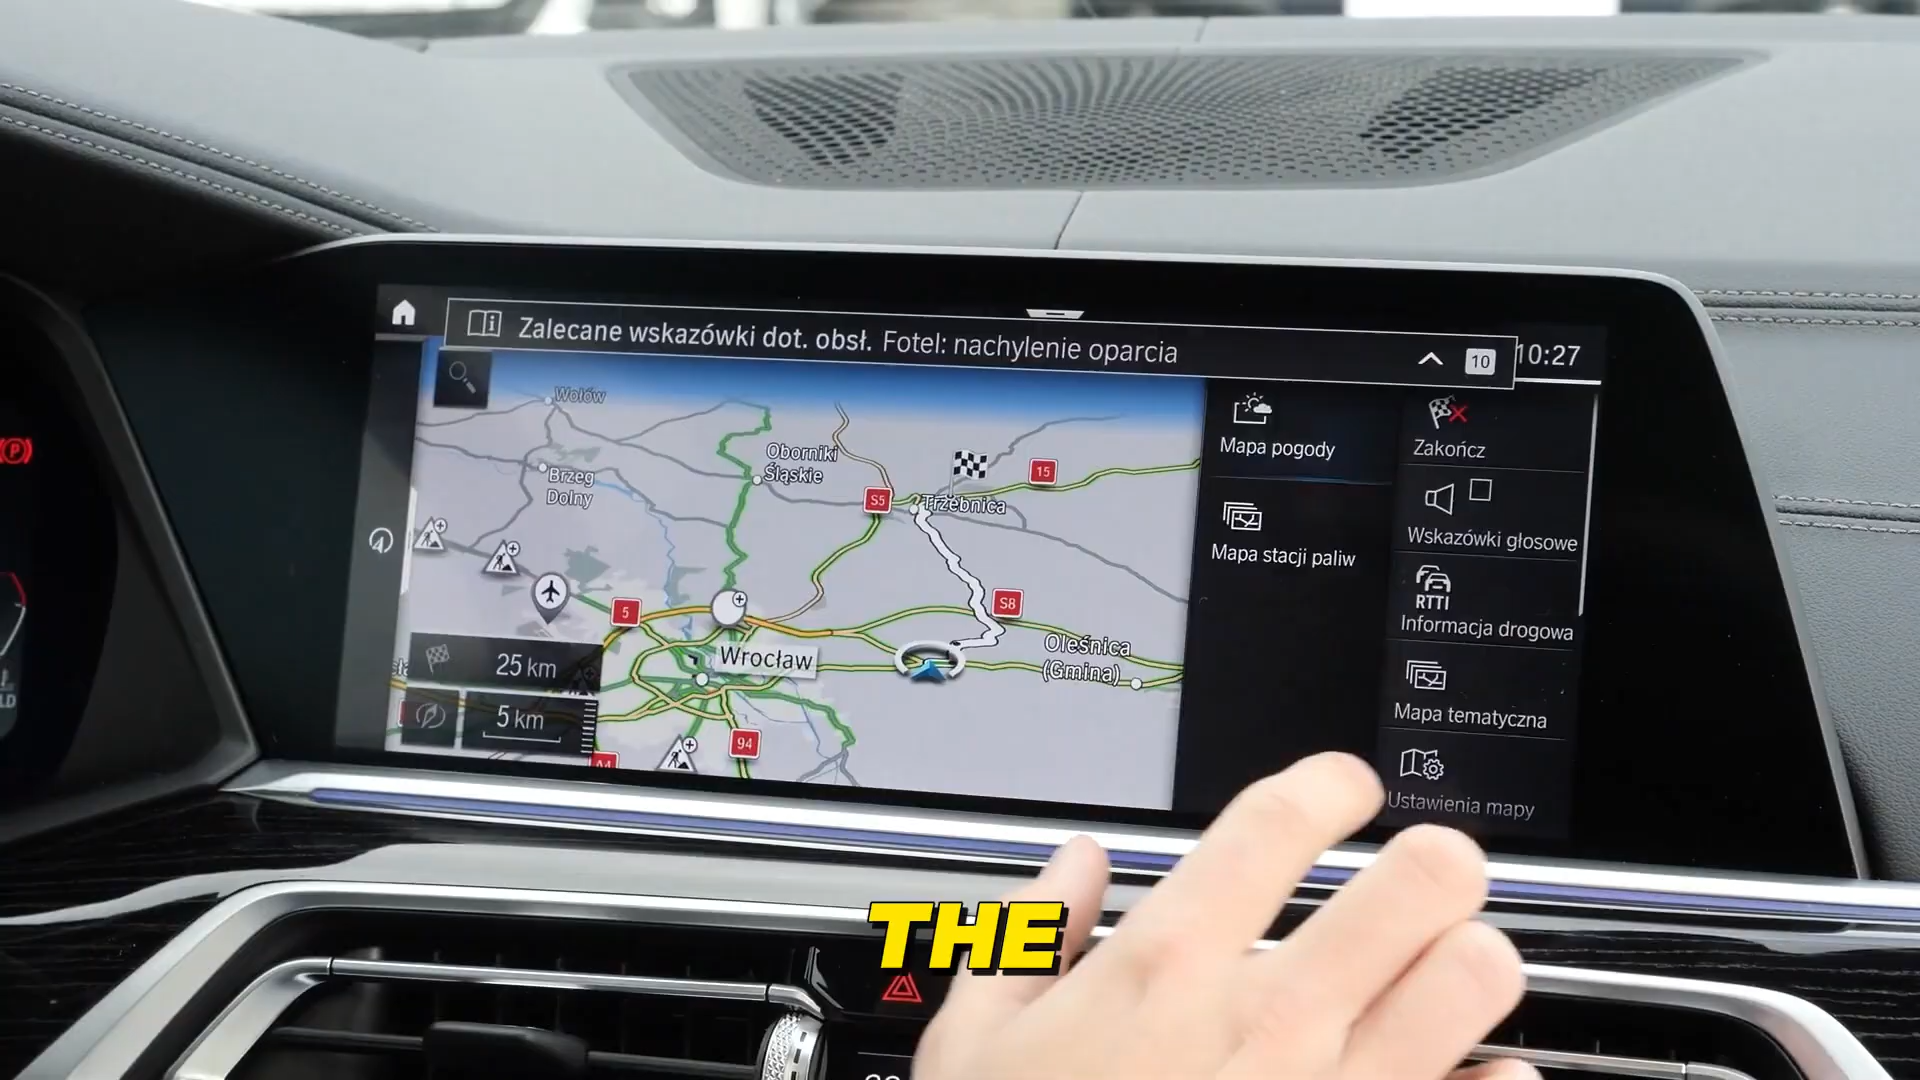 Zalecane wskazówki dot. obsł. Fotel: nachylenie oparcia
10
10:27
Wołów
Oborniki
Śląskie
Brzeg
Dolny
15
S5
Trzebnica
S8
5
Wrocław
Oleśnica
(Gmina)
94
A4
25 km
5 km
Mapa pogody
Mapa stacji paliw
Zakończ
Wskazówki głosowe
RTTI
Informacja drogowa
Mapa tematyczna
Ustawienia mapy
P
THE